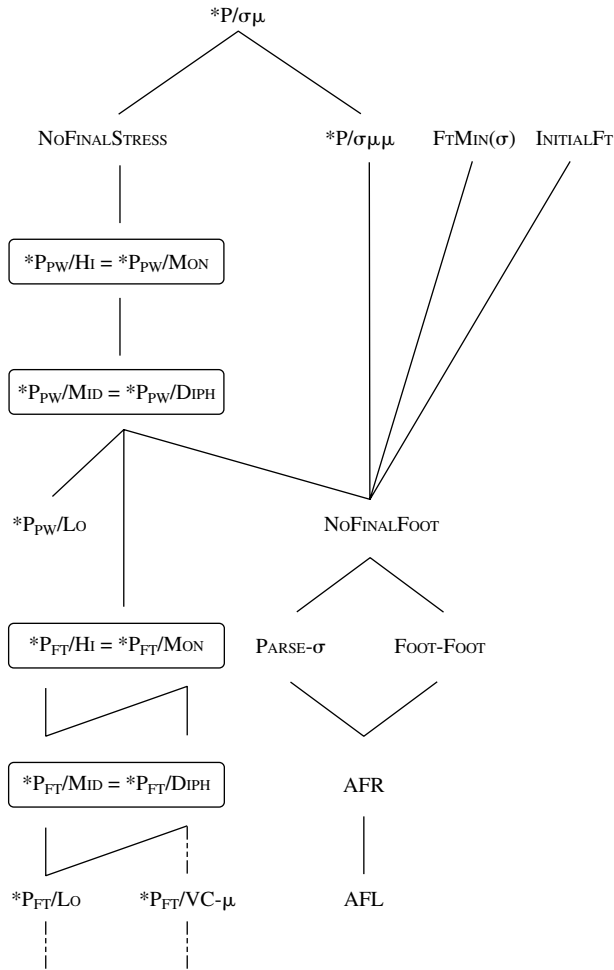 *P/σμ
NOFINALSTRESS *P/σμμ FTMIN(σ) INITIALFT
*PPW/HI = *PPW/MON
*PPW/MID = *PPW/DIPH
*PPW/LO NOFINALFOOT
*PFT/HI = *PFT/MON PARSE-σ FOOT-FOOT
*PFT/MID = *PFT/DIPH AFR
*PFT/LO *PFT/VC-μ AFL